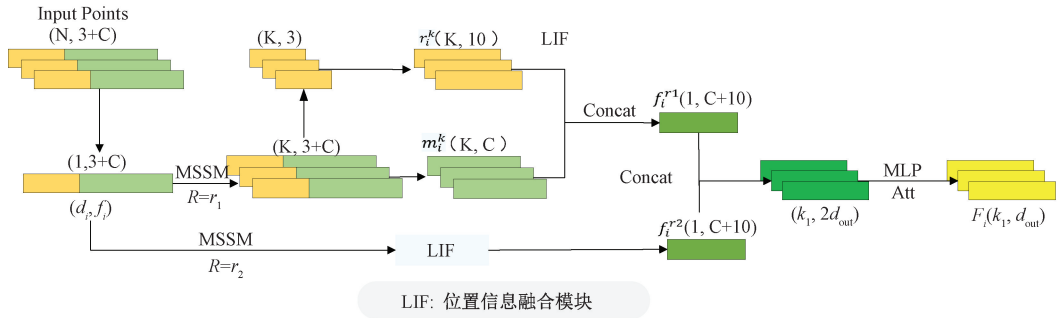 Input Points
(N, 3+C)
(K, 3)
r_i^k(K, 10)
LIF
Concat
f_i^{r1}(1, C+10)
(1,3+C)
MSSM
R=r_1
(d_i, f_i)
(K, 3+C)
m_i^k(K, C)
Concat
MLP
Att
(k_1, 2d_out)
F_i(k_1, d_out)
MSSM
R=r_2
LIF
f_i^{r2}(1, C+10)
LIF: 位置信息融合模块